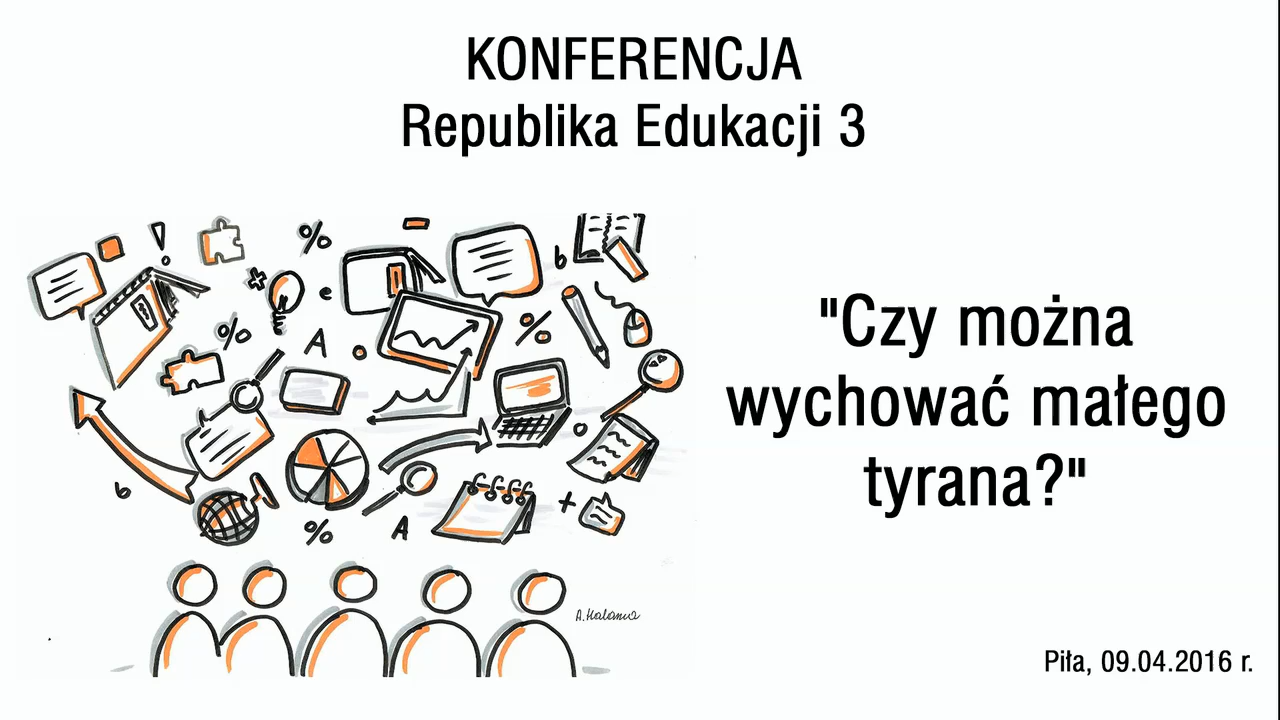 KONFERENCJA
Republika Edukacji 3
"Czy można
wychować małego
tyrana?"
Piła, 09.04.2016 r.